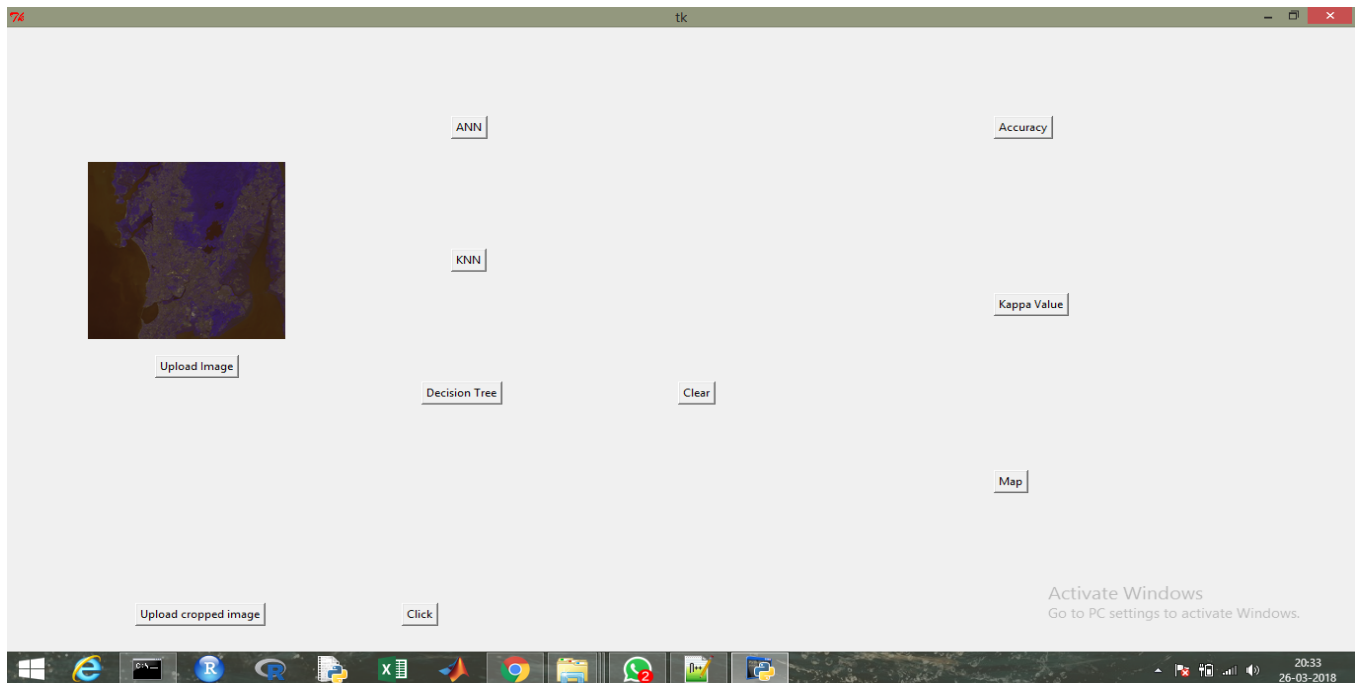 tk
ANN
Accuracy
KNN
Kappa Value
Upload Image
Decision Tree
Clear
Map
Activate Windows
Go to PC settings to activate Windows.
Upload cropped image
Click
20:33
26-03-2018